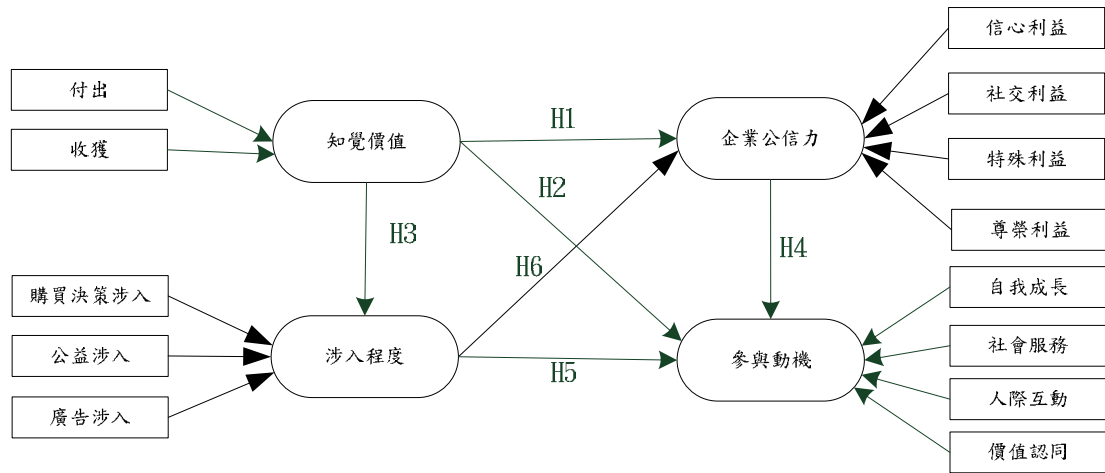 信心利益
付出
H1
社交利益
收獲
知覺價值
企業公信力
特殊利益
H2
H3
尊榮利益
H6
H4
購買決策涉入
自我成長
公益涉入
涉入程度
參與動機
社會服務
H5
廣告涉入
人際互動
價值認同